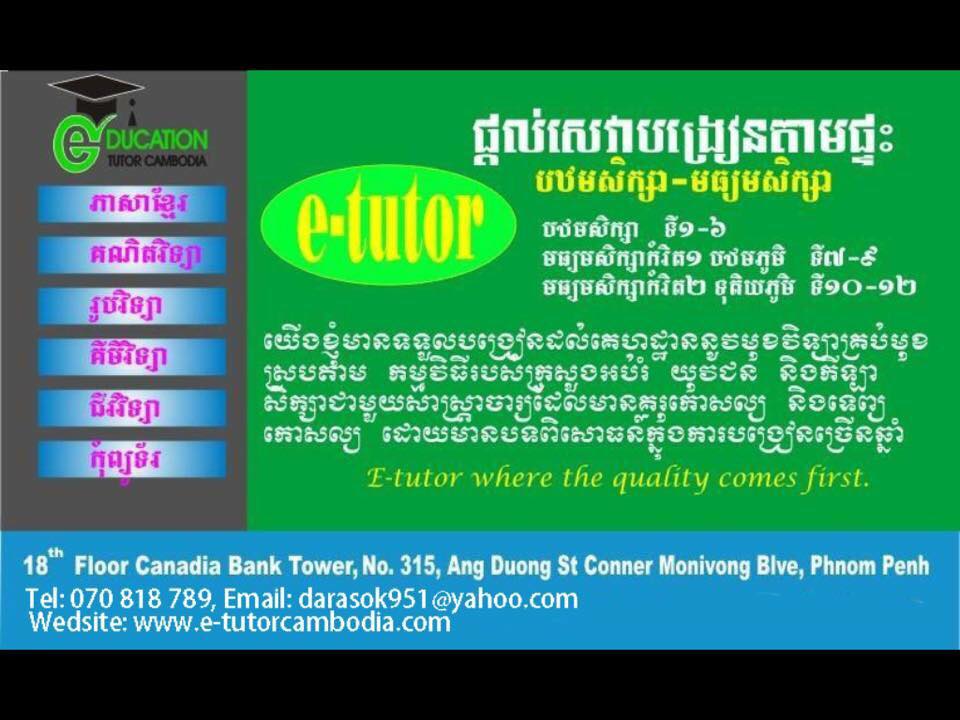 eDUCATION
TUTOR CAMBODIA
ភាសាខ្មែរ
គណិតវិទ្យា
រូបវិទ្យា
គីមីវិទ្យា
ជីវវិទ្យា
កុំព្យូទ័រ
ផ្តល់សេវាបង្រៀនតាមផ្ទះ
បឋមសិក្សា-មធ្យមសិក្សា
e-tutor
បឋមសិក្សា ទី១-៦
មធ្យមសិក្សាកំរិត១ បឋមភូមិ ទី៧-៩
មធ្យមសិក្សាកំរិត២ ទុតិយភូមិ ទី១០-១២
យើងខ្ញុំមានទទួលបង្រៀនដល់គេហដ្ឋាននូវមុខវិទ្យាគ្រប់មុខ
ស្របតាម កម្មវិធីរបស់ក្រសួងអប់រំ យុវជន និងកីឡា
សិក្សាជាមួយសាស្ត្រាចារ្យដែលមានគរុកោសល្យ និងទេព្យ
កោសល្យ ដោយមានបទពិសោធន៍ក្នុងការបង្រៀនច្រើនឆ្នាំ
E-tutor where the quality comes first.
18th Floor Canadia Bank Tower, No. 315, Ang Duong St Conner Monivong Blve, Phnom Penh
Tel: 070 818 789, Email: darasok951@yahoo.com
Wedsite: www.e-tutorcambodia.com